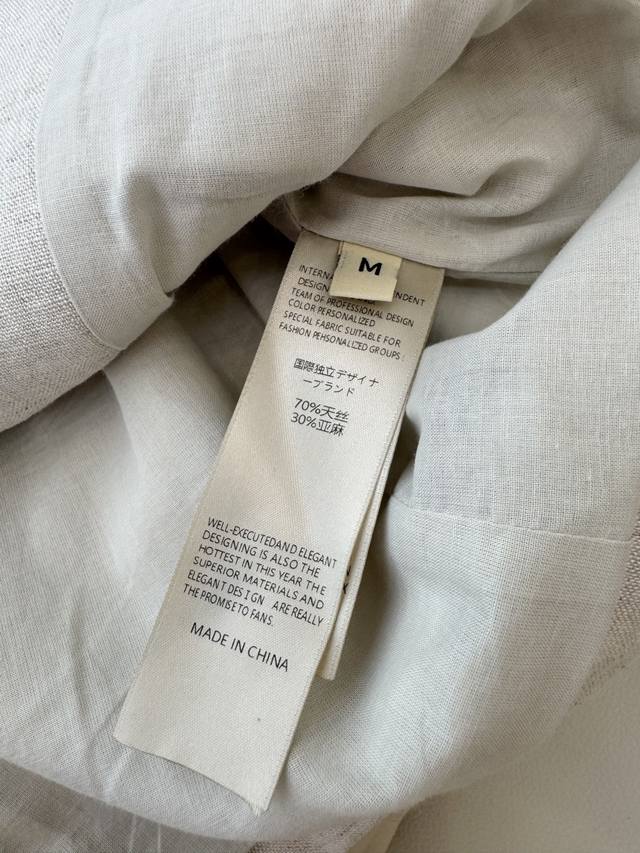 M
INTERNA NDENT
DESIGN
TEAM OF PROFESSIONAL DESIGN
COLOR PERSONALIZED
SPECIAL FABRIC SUITABLE FOR
FASHION PEHSONALIZED GROUPS.
国際独立デザイナ
ーブランド
70%天丝
30%亚麻
WELL-EXECUTEDAND ELEGANT
DESIGNING IS ALSO THE
HOTTEST IN THIS YEAR THE
SUPERIOR MATERIALS AND
ELEGANT DESIGN ARE REALLY
THE PROMISETO FANS.
MADE IN CHINA